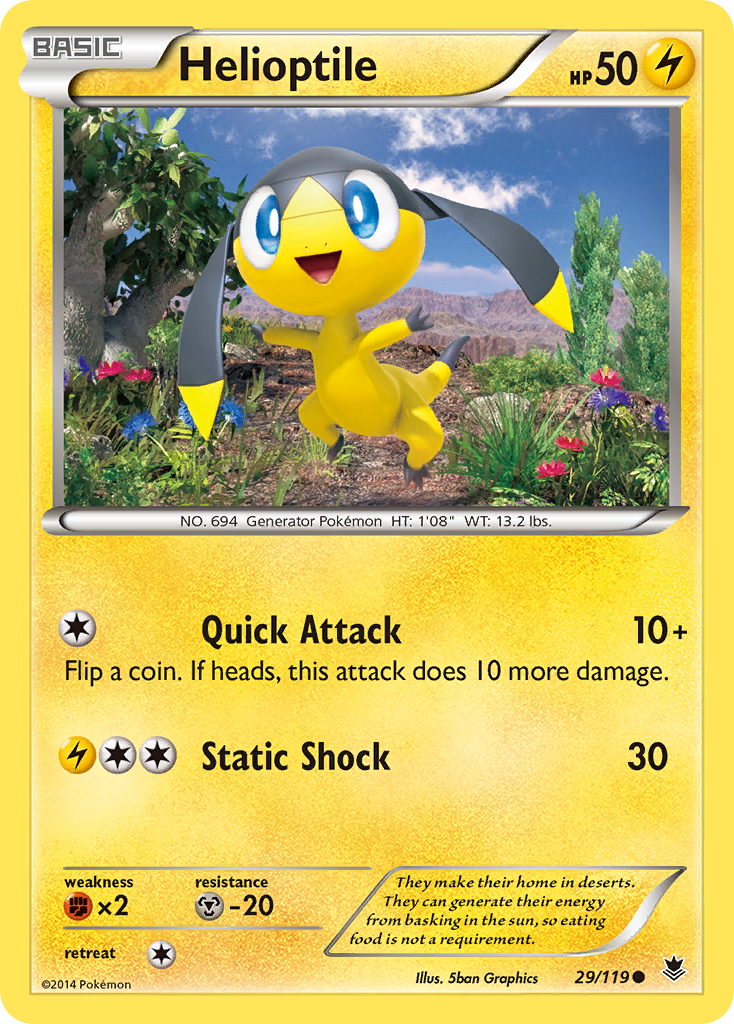 BASIC Helioptile HP 50
NO. 694 Generator Pokémon HT: 1'08" WT: 13.2 lbs.
Quick Attack 10+
Flip a coin. If heads, this attack does 10 more damage.
Static Shock 30
weakness resistance
×2 -20
retreat
They make their home in deserts.
They can generate their energy
from basking in the sun, so eating
food is not a requirement.
©2014 Pokémon Illus. 5ban Graphics 29/119